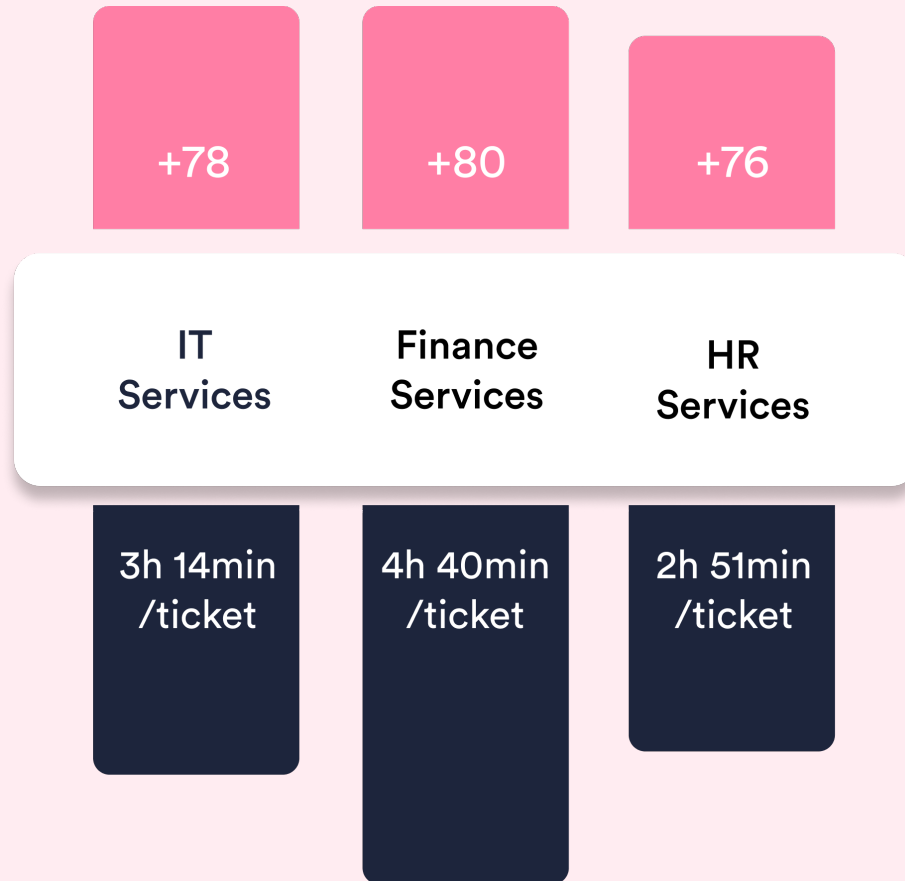 +78
+80
+76
IT
Services
Finance
Services
HR
Services
3h 14min
/ticket
4h 40min
/ticket
2h 51min
/ticket